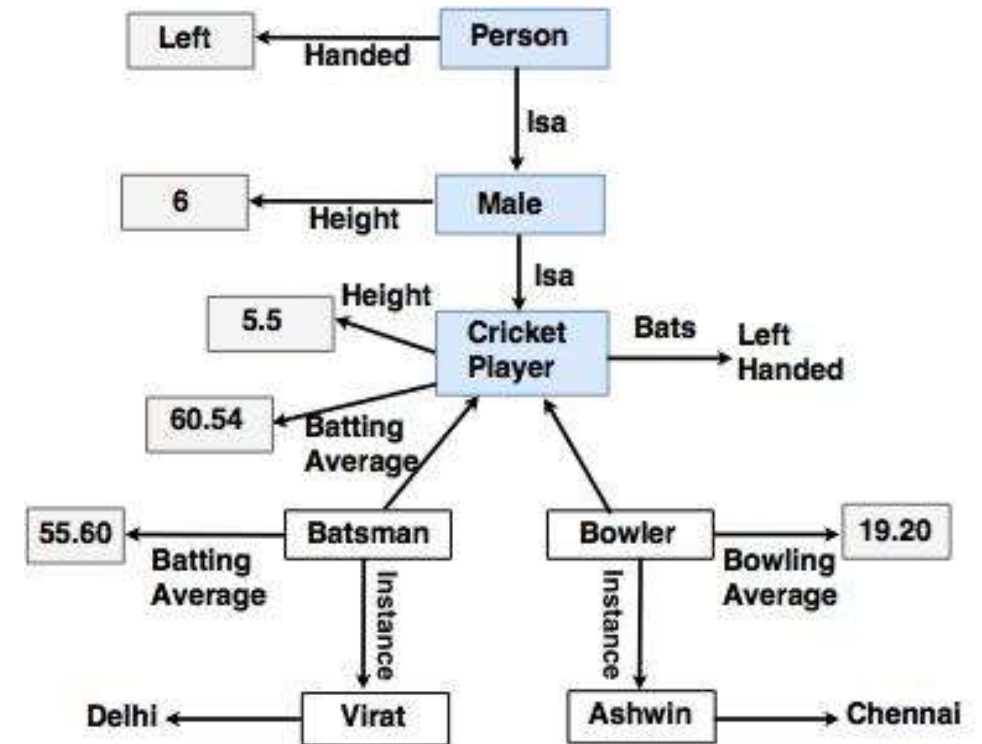 Left
Handed
Person
Isa
6
Height
Male
Isa
Height
5.5
Cricket
Player
Bats
Left
Handed
60.54
Batting
Average
55.60
Batting
Average
Batsman
Bowler
Bowling
Average
19.20
Instance
Instance
Delhi
Virat
Ashwin
Chennai